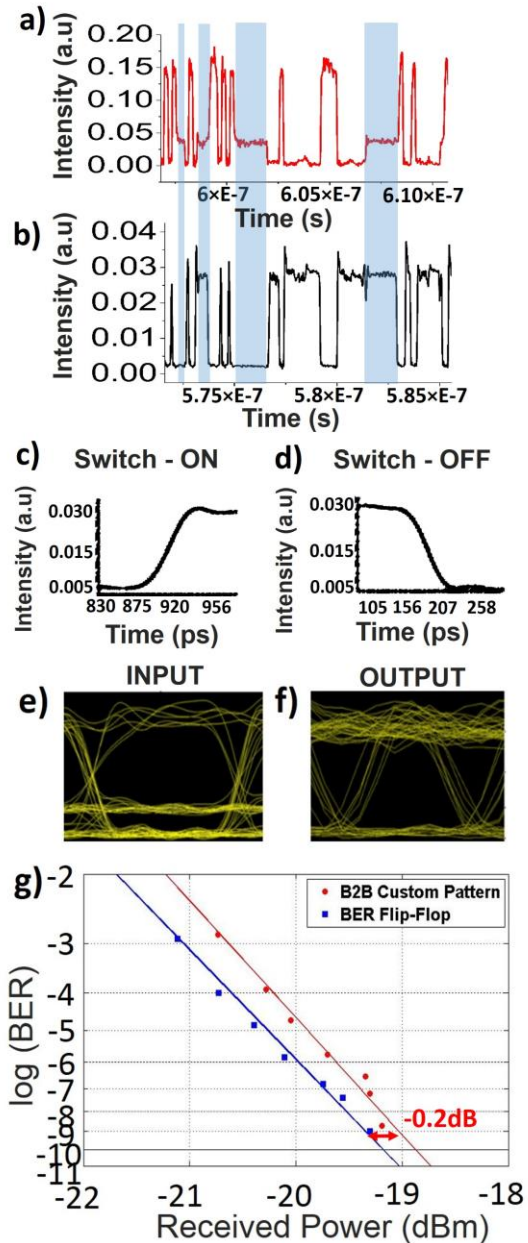 a)
Intensity (a.u)
0.20
0.15
0.10
0.05
0.00
6×E-7 6.05×E-7 6.10×E-7
Time (s)
b)
Intensity (a.u)
0.04
0.03
0.02
0.01
0.00
5.75×E-7 5.8×E-7 5.85×E-7
Time (s)
c) Switch - ON
Intensity (a.u)
0.030
0.015
0.005
830 875 920 956
Time (ps)
d) Switch - OFF
Intensity (a.u)
0.030
0.015
0.005
105 156 207 258
Time (ps)
INPUT
e)
OUTPUT
f)
g)
log (BER)
-2
-3
-4
-5
-6
-7
-8
-9
-10
-11
B2B Custom Pattern
BER Flip-Flop
-0.2dB
-22 -21 -20 -19 -18
Received Power (dBm)